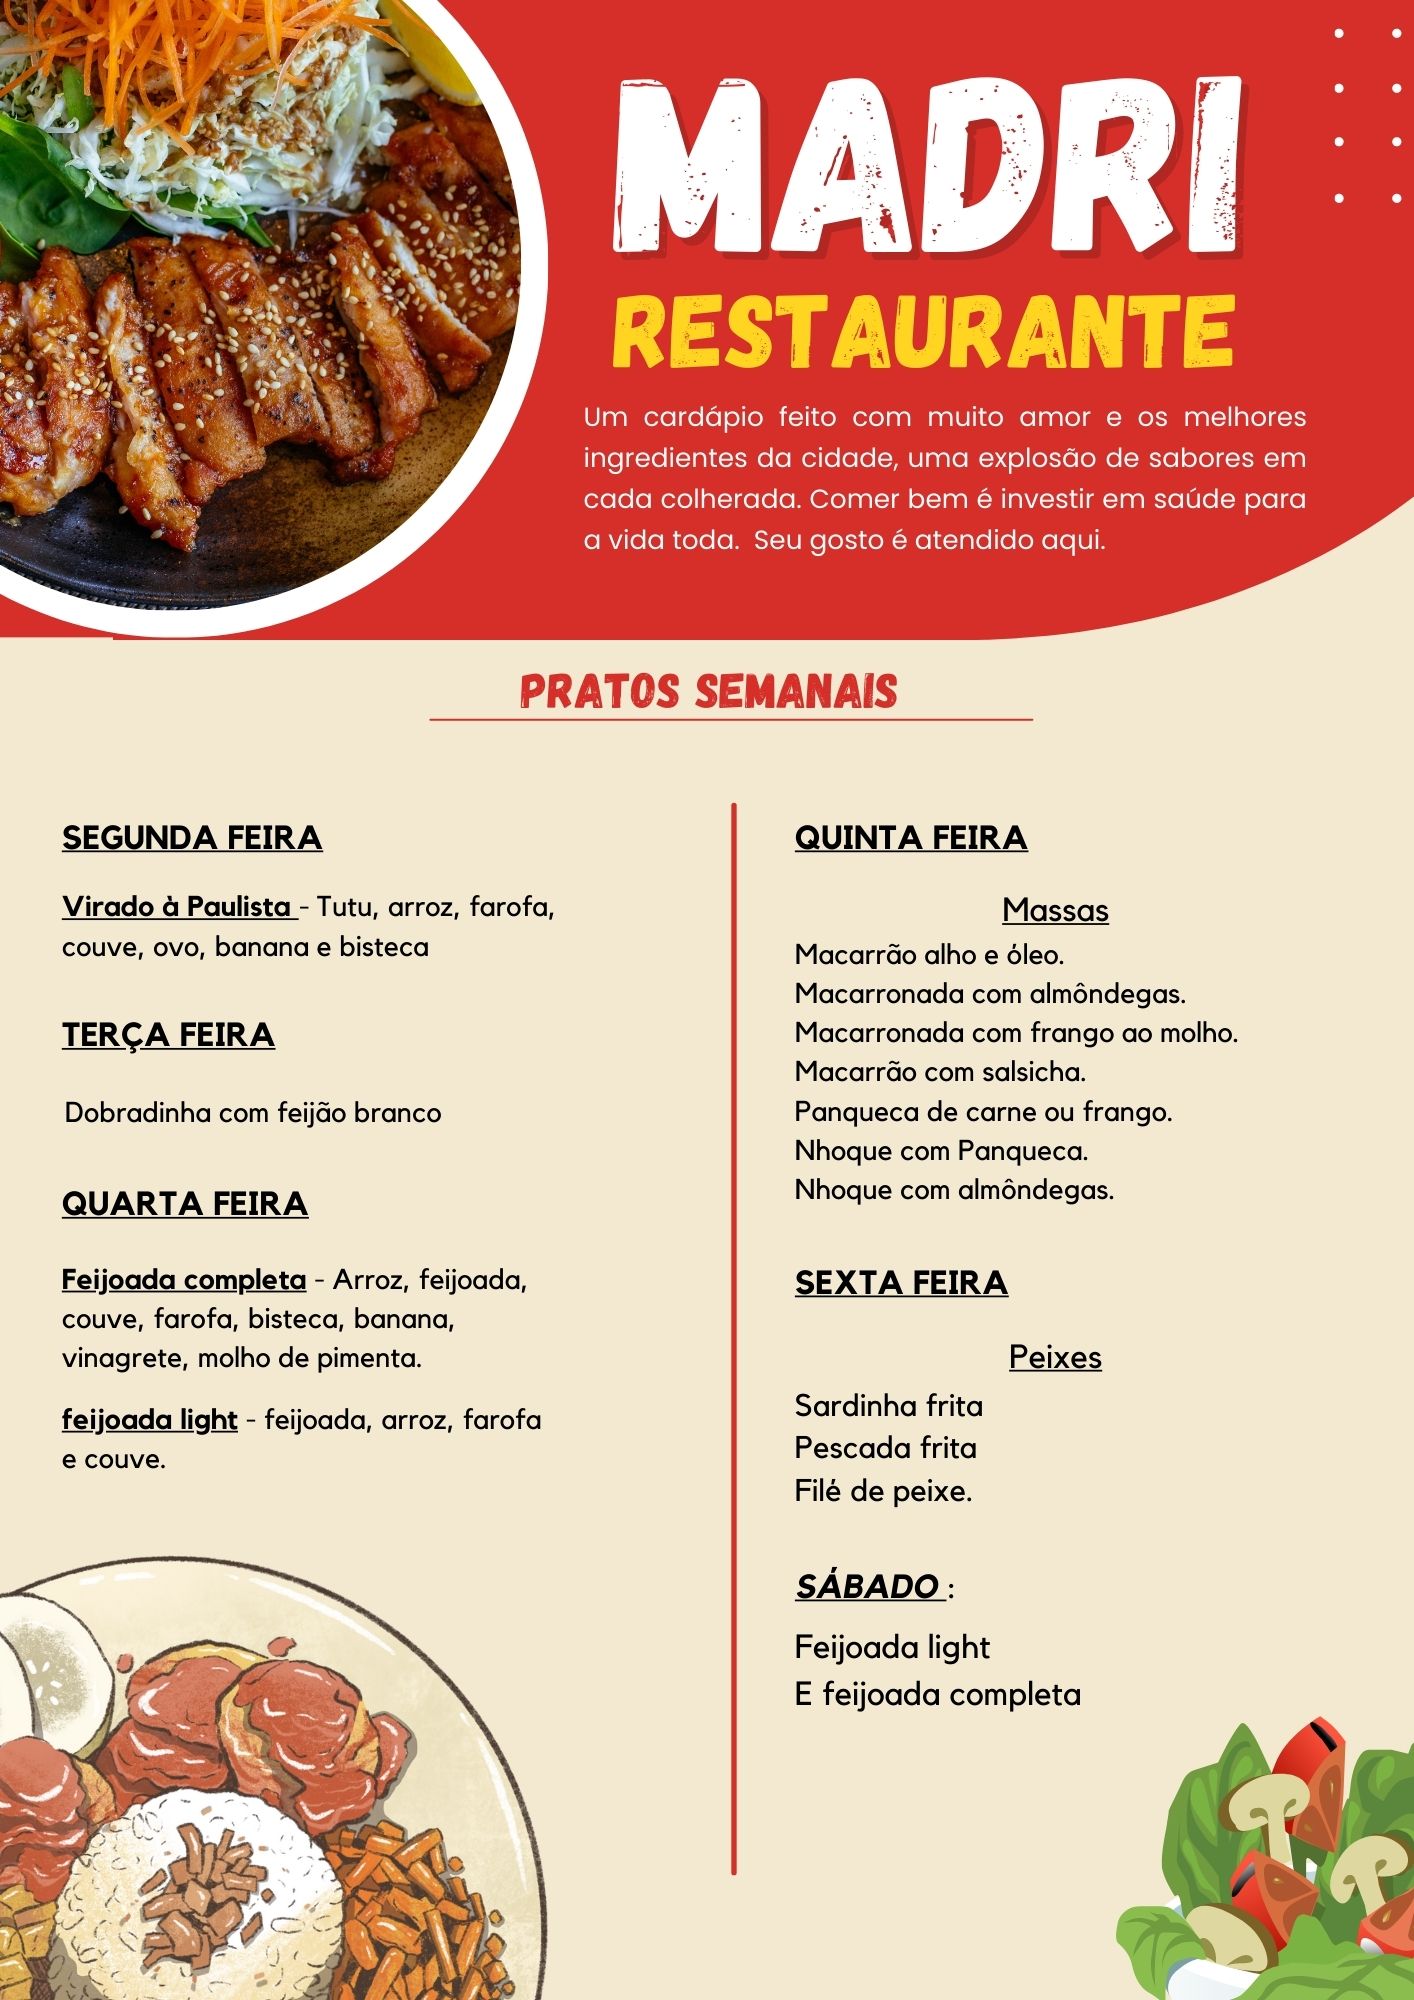 MADRI
RESTAURANTE
Um cardápio feito com muito amor e os melhores
ingredientes da cidade, uma explosão de sabores em
cada colherada. Comer bem é investir em saúde para
a vida toda.  Seu gosto é atendido aqui.
PRATOS SEMANAIS
SEGUNDA FEIRA
Virado à Paulista - Tutu, arroz, farofa,
couve, ovo, banana e bisteca
TERÇA FEIRA
Dobradinha com feijão branco
QUARTA FEIRA
Feijoada completa - Arroz, feijoada,
couve, farofa, bisteca, banana,
vinagrete, molho de pimenta.
feijoada light - feijoada, arroz, farofa
e couve.
QUINTA FEIRA
Massas
Macarrão alho e óleo.
Macarronada com almôndegas.
Macarronada com frango ao molho.
Macarrão com salsicha.
Panqueca de carne ou frango.
Nhoque com Panqueca.
Nhoque com almôndegas.
SEXTA FEIRA
Peixes
Sardinha frita
Pescada frita
Filé de peixe.
SÁBADO :
Feijoada light
E feijoada completa